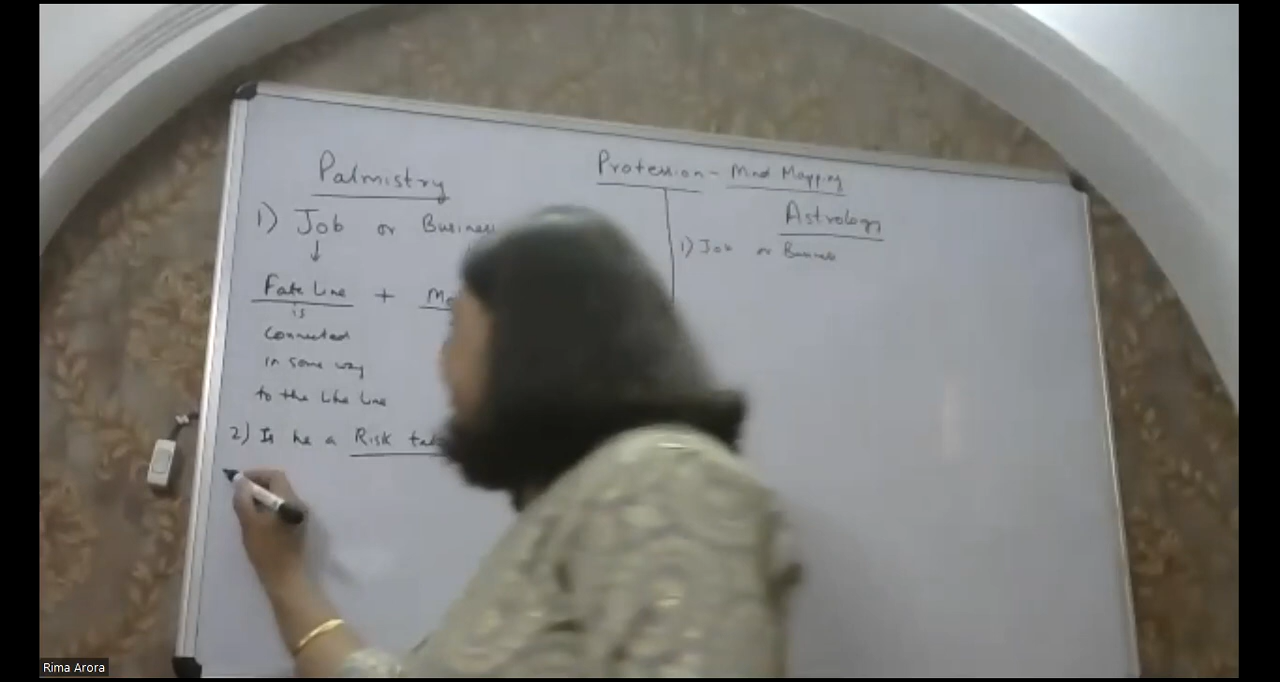 Palmistry
1) Job or Business
Fate Line +
is
connected
in some way
to the Life Line
2) Is he a Risk
Profession - Mind Mapping
Astrology
1) Job or Business
Rima Arora